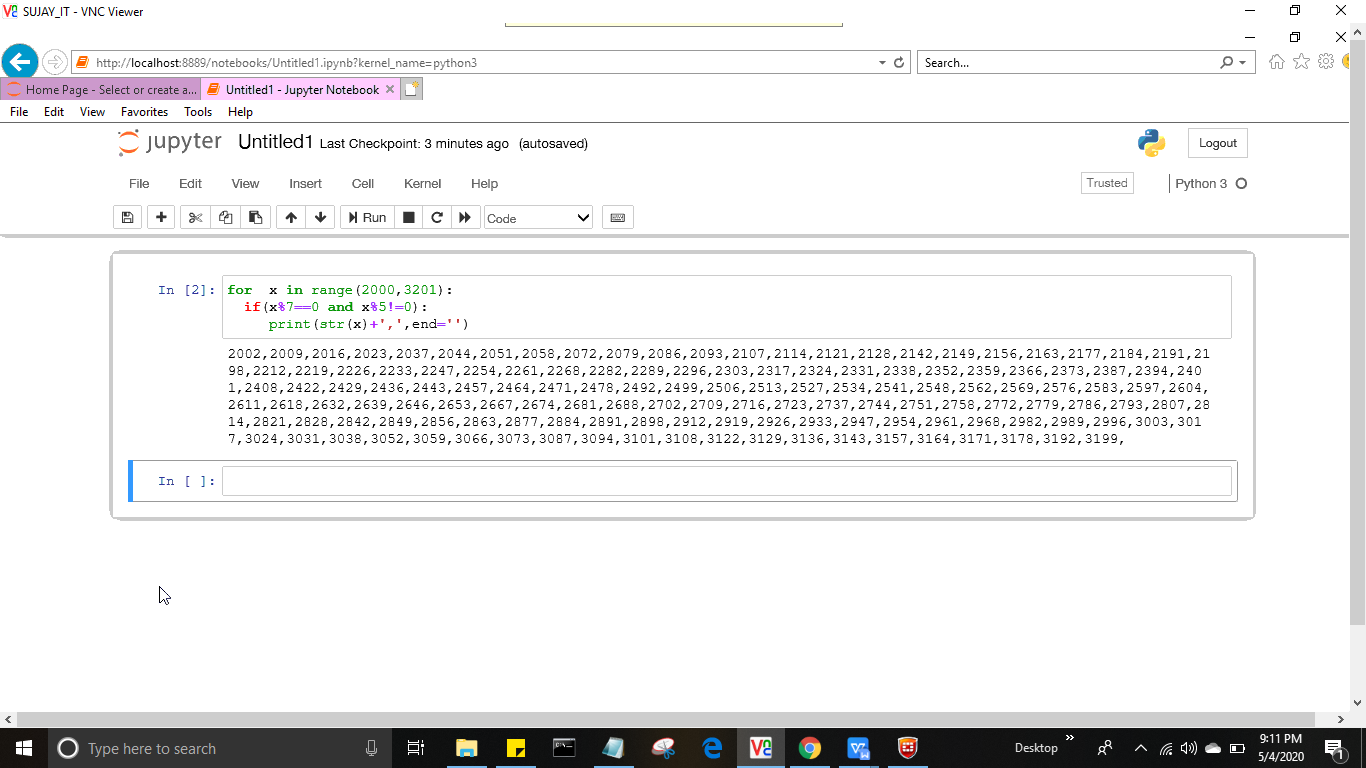 SUJAY_IT - VNC Viewer
http://localhost:8889/notebooks/Untitled1.ipynb?kernel_name=python3
Search...
Home Page - Select or create a...
Untitled1 - Jupyter Notebook
File Edit View Favorites Tools Help
jupyter Untitled1 Last Checkpoint: 3 minutes ago (autosaved)
Logout
File Edit View Insert Cell Kernel Help
Trusted
Python 3
Run
Code
In [2]: for  x in range(2000,3201):
if(x%7==0 and x%5!=0):
print(str(x)+',',end='')
2002,2009,2016,2023,2037,2044,2051,2058,2072,2079,2086,2093,2107,2114,2121,2128,2142,2149,2156,2163,2177,2184,2191,21
98,2212,2219,2226,2233,2247,2254,2261,2268,2282,2289,2296,2303,2317,2324,2331,2338,2352,2359,2366,2373,2387,2394,240
1,2408,2422,2429,2436,2443,2457,2464,2471,2478,2492,2499,2506,2513,2527,2534,2541,2548,2562,2569,2576,2583,2597,2604,
2611,2618,2632,2639,2646,2653,2667,2674,2681,2688,2702,2709,2716,2723,2737,2744,2751,2758,2772,2779,2786,2793,2807,28
14,2821,2828,2842,2849,2856,2863,2877,2884,2891,2898,2912,2919,2926,2933,2947,2954,2961,2968,2982,2989,2996,3003,301
7,3024,3031,3038,3052,3059,3066,3073,3087,3094,3101,3108,3122,3129,3136,3143,3157,3164,3171,3178,3192,3199,
In [ ]:
Type here to search
Desktop
9:11 PM
5/4/2020
1